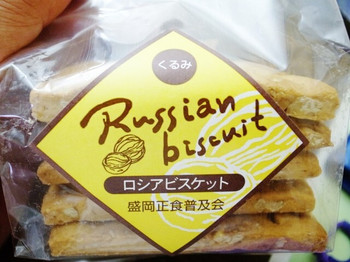 くるみ
Russian
biscuit
ロシアビスケット
盛岡正食普及会